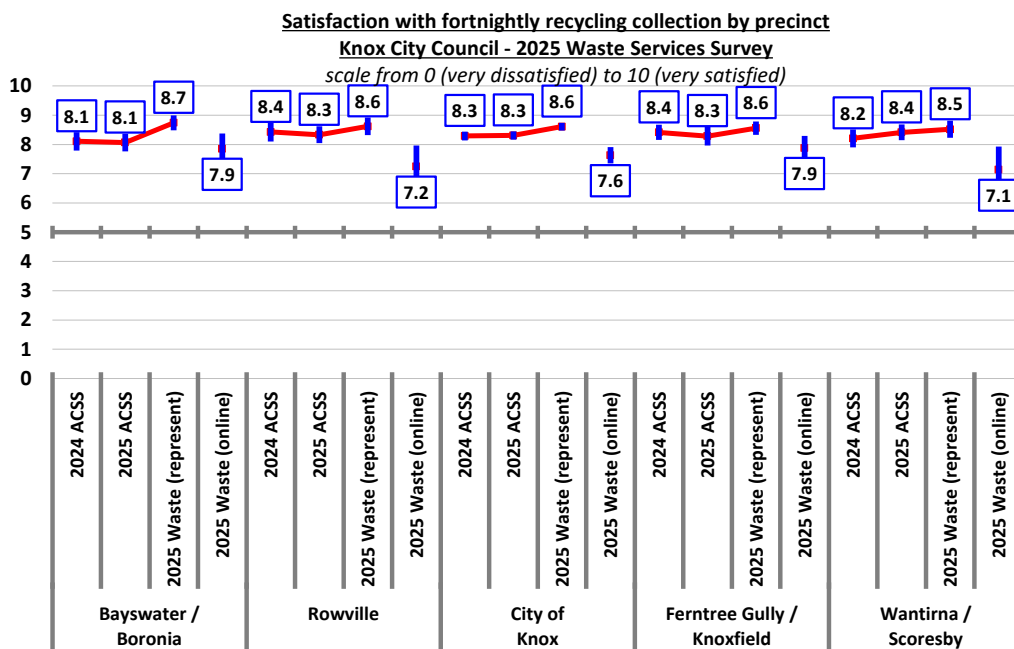 Satisfaction with fortnightly recycling collection by precinct
Knox City Council - 2025 Waste Services Survey
scale from 0 (very dissatisfied) to 10 (very satisfied)
10
9
8
7
6
5
4
3
2
1
0
8.1
8.1
8.7
7.9
8.4
8.3
8.6
7.2
8.3
8.3
8.6
7.6
8.4
8.3
8.6
7.9
8.2
8.4
8.5
7.1
2024 ACSS
2025 ACSS
2025 Waste (represent)
2025 Waste (online)
2024 ACSS
2025 ACSS
2025 Waste (represent)
2025 Waste (online)
2024 ACSS
2025 ACSS
2025 Waste (represent)
2025 Waste (online)
2024 ACSS
2025 ACSS
2025 Waste (represent)
2025 Waste (online)
2024 ACSS
2025 ACSS
2025 Waste (represent)
2025 Waste (online)
Bayswater /
Boronia
Rowville
City of
Knox
Ferntree Gully /
Knoxfield
Wantirna /
Scoresby